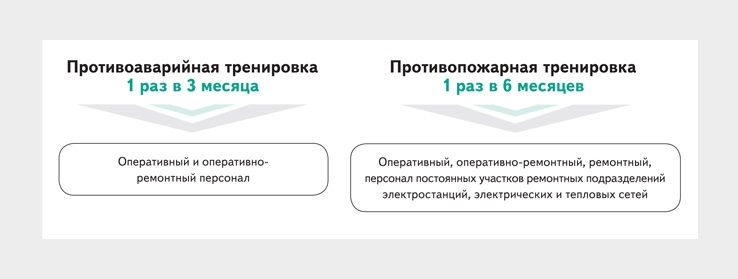 Противоаварийная тренировка
1 раз в 3 месяца
Оперативный и оперативно-
ремонтный персонал
Противопожарная тренировка
1 раз в 6 месяцев
Оперативный, оперативно-ремонтный, ремонтный,
персонал постоянных участков ремонтных подразделений
электростанций, электрических и тепловых сетей